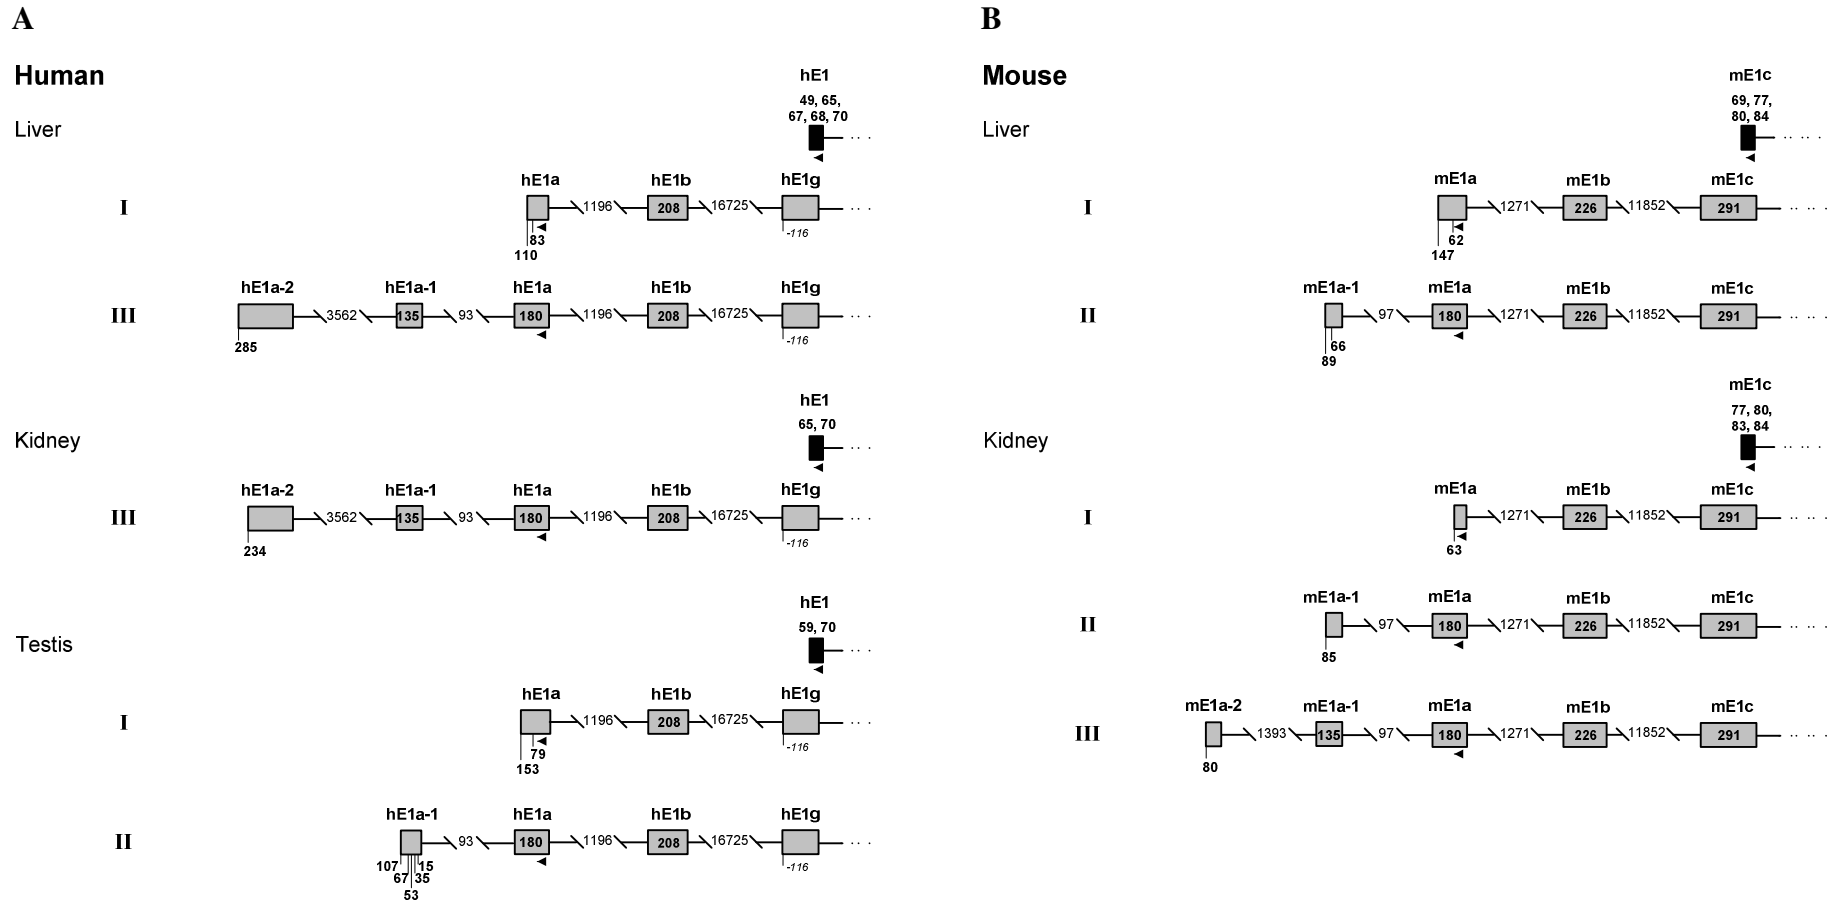 A
Human
hE1
49, 65,
67, 68, 70
Liver
hE1a hE1b hE1g
I 1196 208 16725
83 -116
110
hE1a-2 hE1a-1 hE1a hE1b hE1g
III 3562 135 93 180 1196 208 16725
285 -116
hE1
65, 70
Kidney
hE1a-2 hE1a-1 hE1a hE1b hE1g
III 3562 135 93 180 1196 208 16725
234 -116
hE1
59, 70
Testis
hE1a hE1b hE1g
I 1196 208 16725
79 -116
153
hE1a-1 hE1a hE1b hE1g
II 93 180 1196 208 16725
107 15 -116
67 35
53
B
Mouse
mE1c
69, 77,
80, 84
Liver
mE1a mE1b mE1c
I 1271 226 11852 291
62
147
mE1a-1 mE1a mE1b mE1c
II 97 180 1271 226 11852 291
66
89
mE1c
77, 80,
83, 84
Kidney
mE1a mE1b mE1c
I 1271 226 11852 291
63
mE1a-1 mE1a mE1b mE1c
II 97 180 1271 226 11852 291
85
mE1a-2 mE1a-1 mE1a mE1b mE1c
III 1393 135 97 180 1271 226 11852 291
80